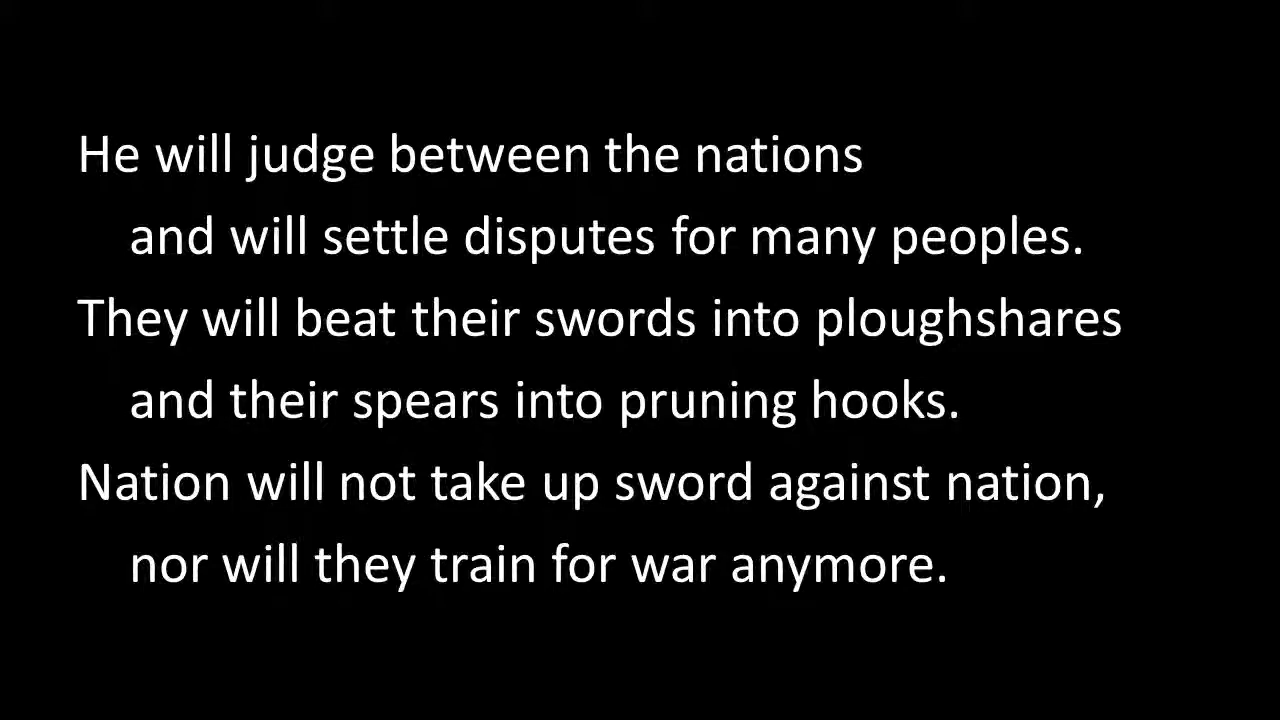 He will judge between the nations
and will settle disputes for many peoples.
They will beat their swords into ploughshares
and their spears into pruning hooks.
Nation will not take up sword against nation,
nor will they train for war anymore.